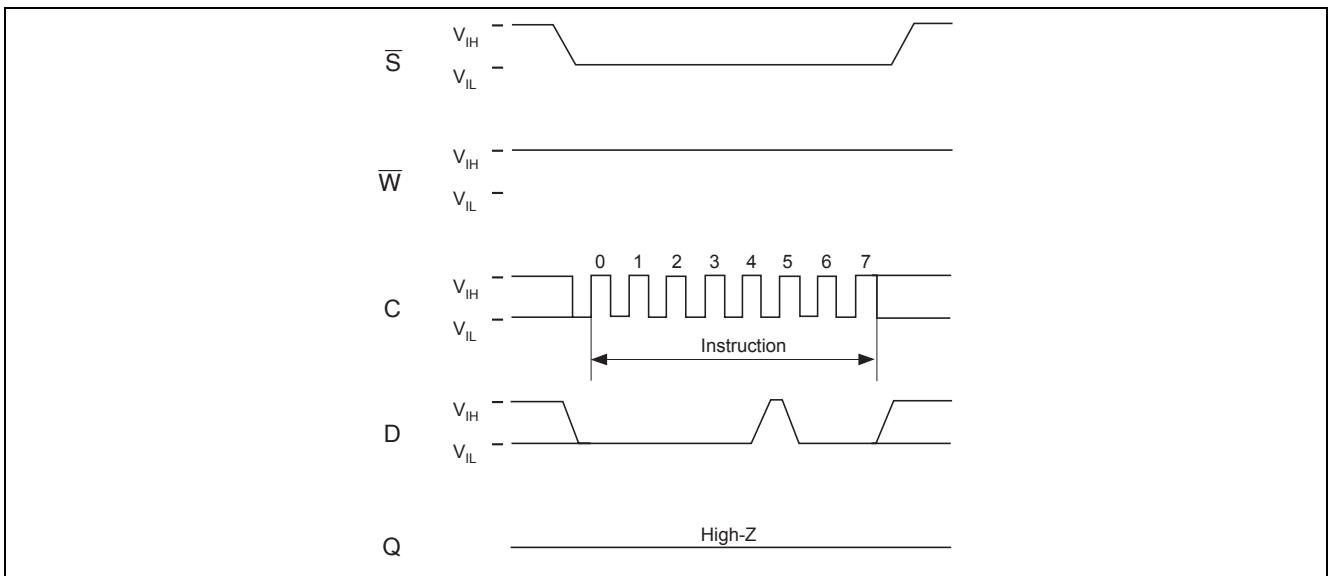 V_IH
S̅
V_IL
V_IH
W̅
V_IL
0 1 2 3 4 5 6 7
V_IH
C
V_IL
Instruction
V_IH
D
V_IL
High-Z
Q